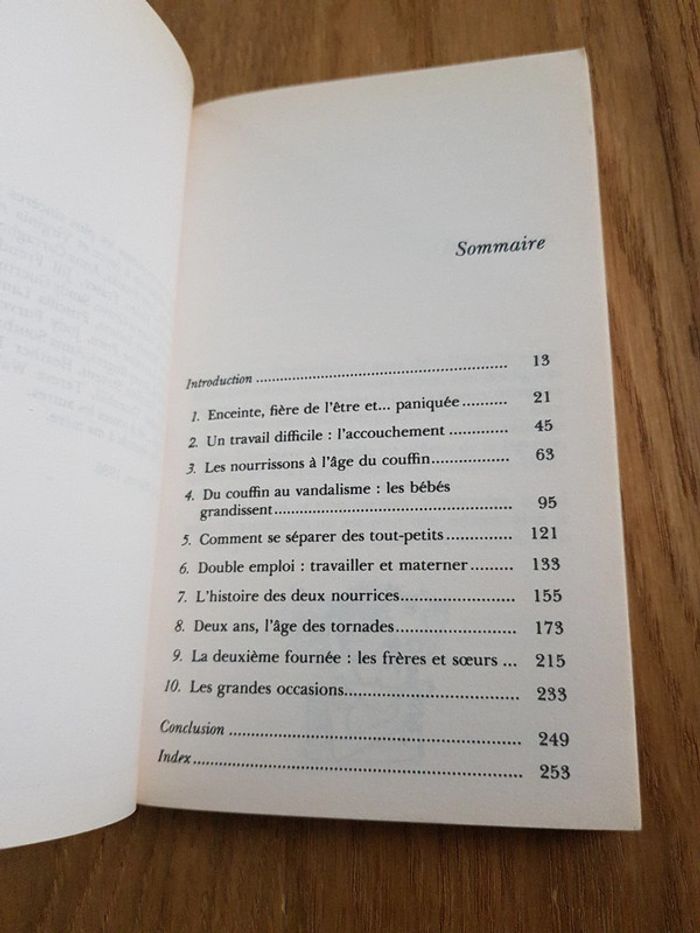 Sommaire
Introduction .......... 13
1. Enceinte, fière de l'être et... paniquée .......... 21
2. Un travail difficile : l'accouchement .......... 45
3. Les nourrissons à l'âge du couffin .......... 63
4. Du couffin au vandalisme : les bébés
grandissent .......... 95
5. Comment se séparer des tout-petits .......... 121
6. Double emploi : travailler et materner .......... 133
7. L'histoire des deux nourrices .......... 155
8. Deux ans, l'âge des tornades .......... 173
9. La deuxième fournée : les frères et sœurs ... 215
10. Les grandes occasions .......... 233
Conclusion .......... 249
Index .......... 253